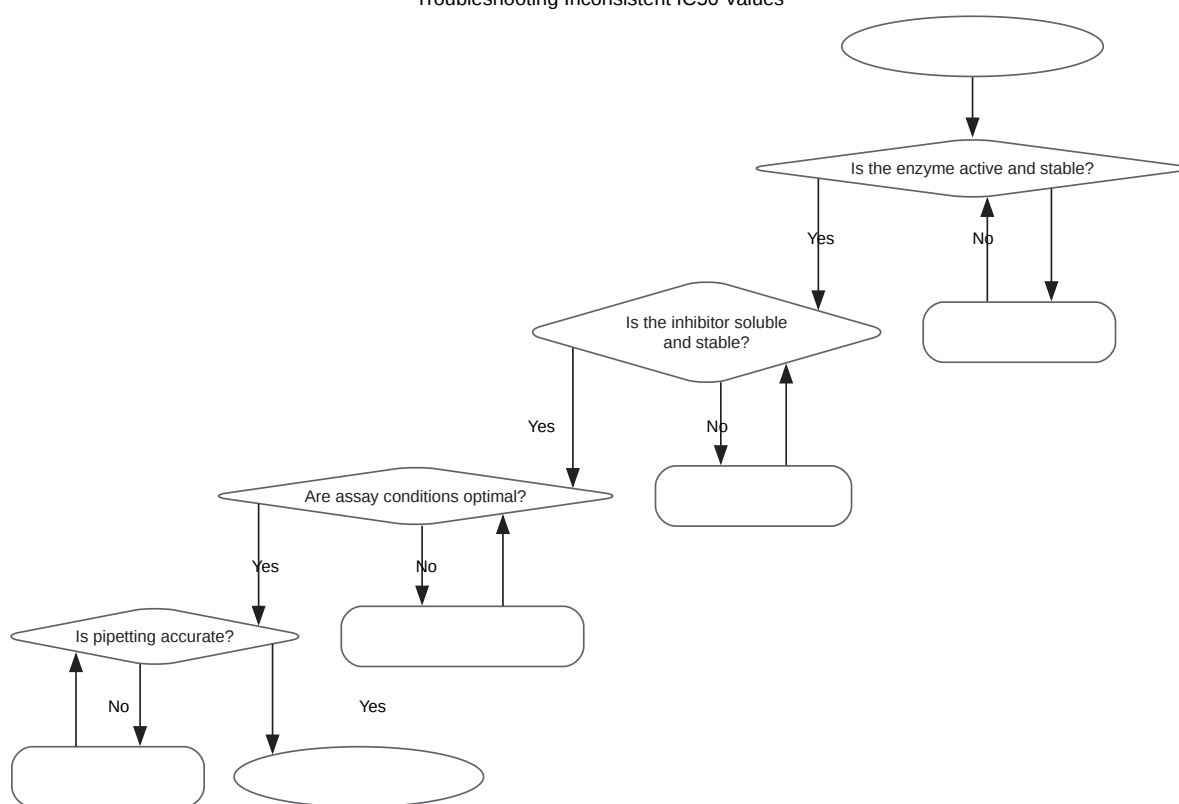 Troubleshooting Inconsistent IC50 Values
Is the enzyme active and stable?
Yes
No
Is the inhibitor soluble
and stable?
Yes
No
Are assay conditions optimal?
Yes
No
Is pipetting accurate?
No
Yes